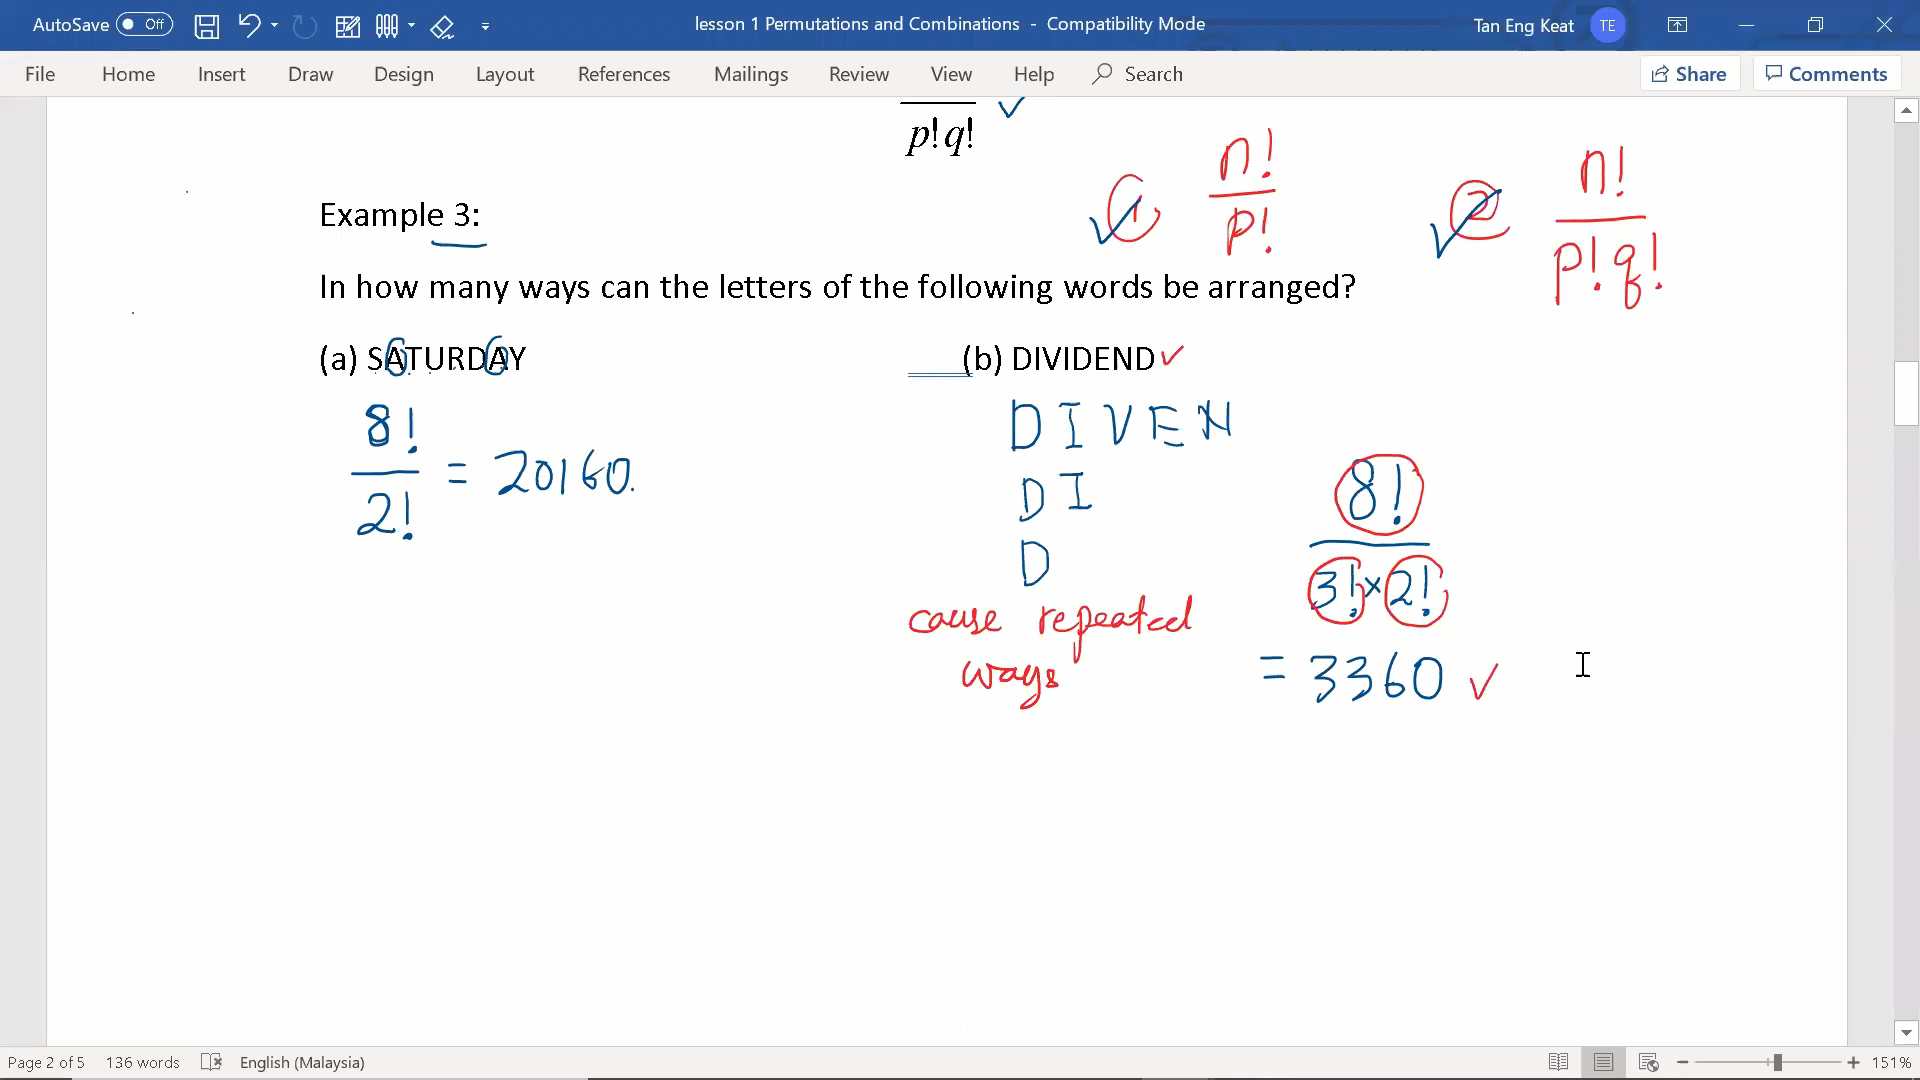 AutoSave Off lesson 1 Permutations and Combinations - Compatibility Mode Tan Eng Keat TE
File Home Insert Draw Design Layout References Mailings Review View Help Search Share Comments
p!q!
① n!/p! ② n!/p!q!
Example 3:
In how many ways can the letters of the following words be arranged?
(a) SATURDAY (b) DIVIDEND ✓
8!/2! = 20160.
D I V E N
D I
D
8!/3!×2!
cause repeated
ways
= 3360 ✓
Page 2 of 5 136 words English (Malaysia) 151%